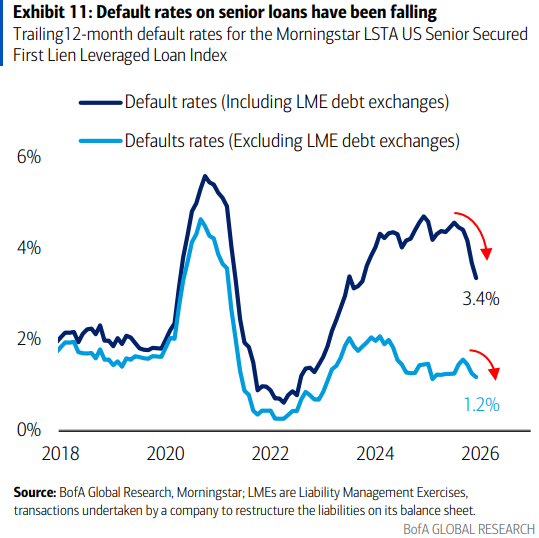 Exhibit 11: Default rates on senior loans have been falling
Trailing12-month default rates for the Morningstar LSTA US Senior Secured
First Lien Leveraged Loan Index
Default rates (Including LME debt exchanges)
Defaults rates (Excluding LME debt exchanges)
6%
4%
3.4%
2%
1.2%
0%
2018 2020 2022 2024 2026
Source: BofA Global Research, Morningstar; LMEs are Liability Management Exercises,
transactions undertaken by a company to restructure the liabilities on its balance sheet.
BofA GLOBAL RESEARCH